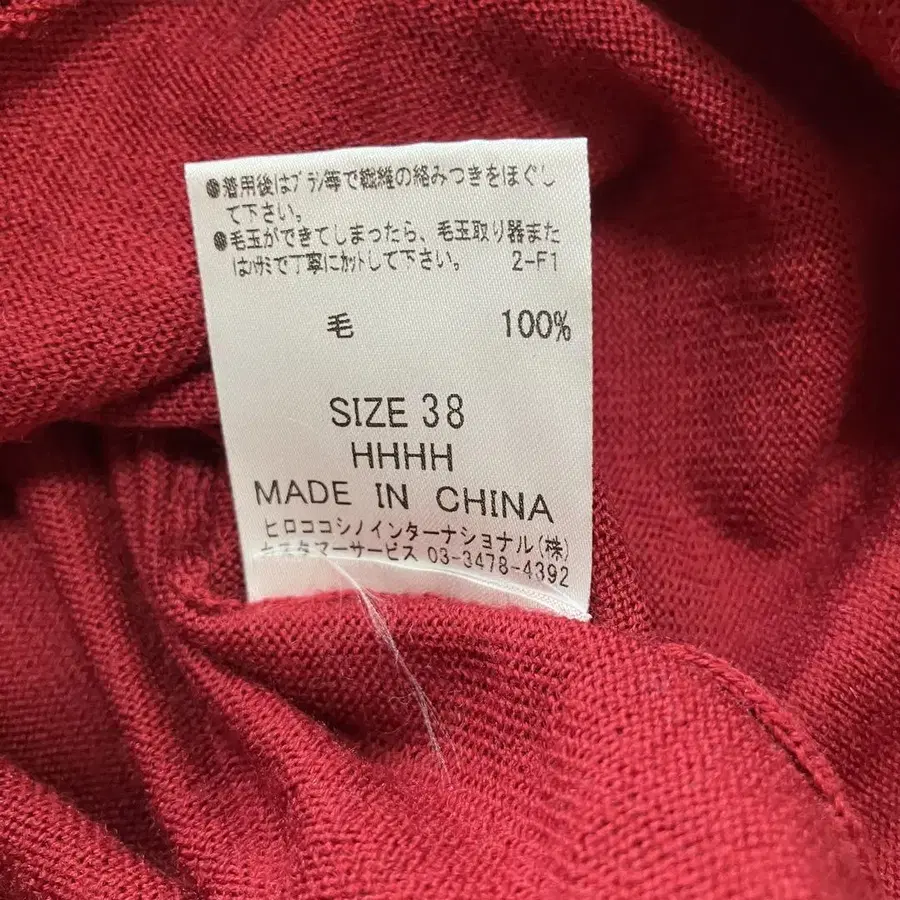 ●着用後はブラシ等で繊維の絡みつきをほぐし
て下さい。
●毛玉ができてしまったら、毛玉取り器また
はハサミで丁寧にカットして下さい。 2-F1
毛 100%
SIZE 38
HHHH
MADE IN CHINA
ヒロココシノインターナショナル(株)
カスタマーサービス 03-3478-4392